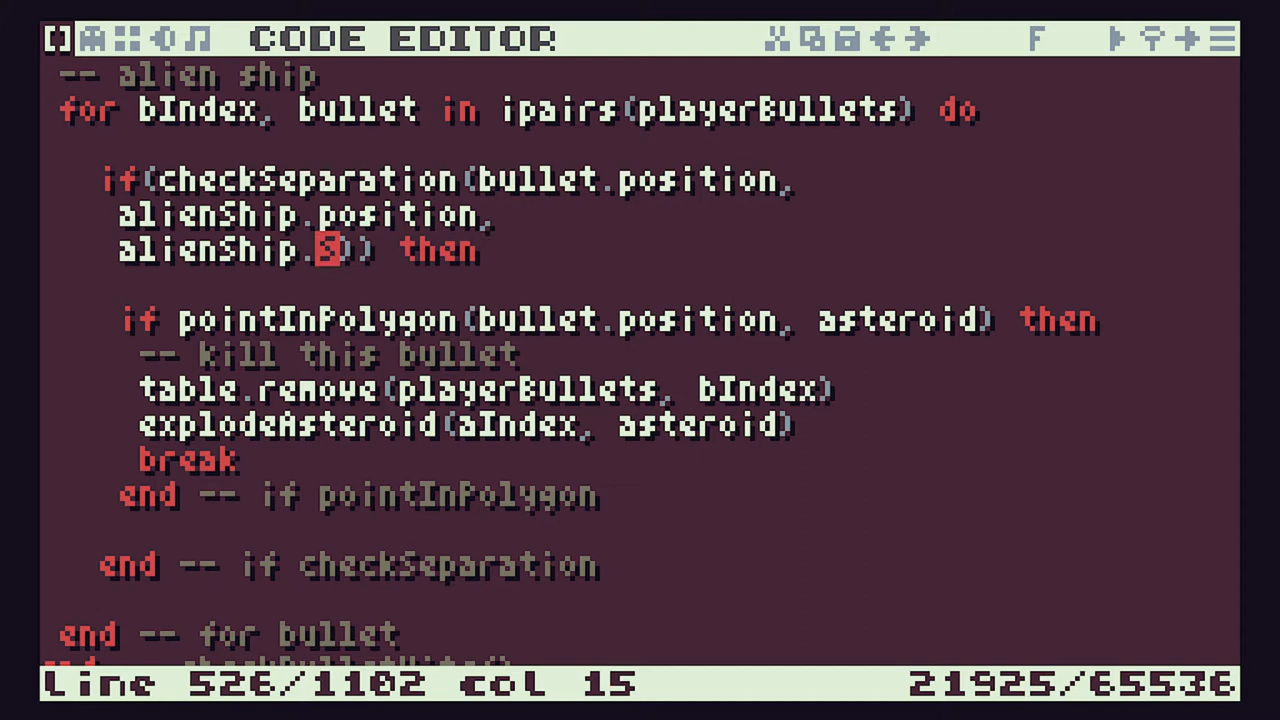 CODE EDITOR F
-- alien ship
for bIndex, bullet in ipairs(playerBullets) do
if(checkSeparation(bullet.position,
alienShip.position,
alienShip.S)) then
if pointInPolygon(bullet.position, asteroid) then
-- kill this bullet
table.remove(playerBullets, bIndex)
explodeAsteroid(aIndex, asteroid)
break
end -- if pointInPolygon
end -- if checkSeparation
end -- for bullet
line 526/1102 col 15 21925/65536